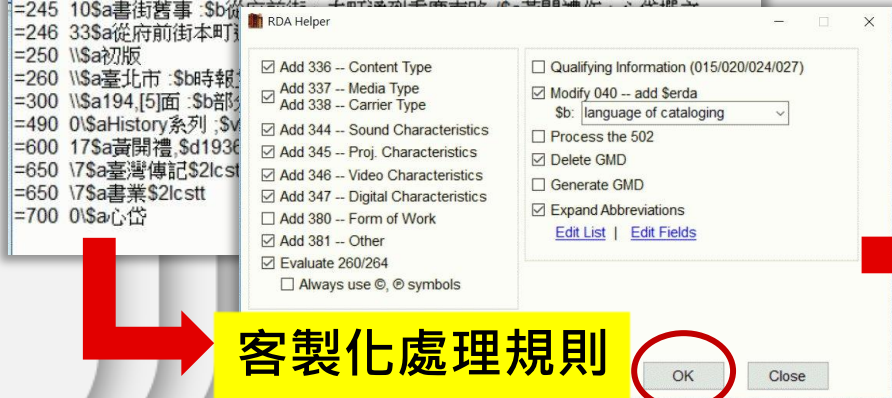 =245 10$a書街舊事 :$b從府前街
=246 33$a從府前街本町
=250 \\$a初版
=260 \\$a臺北市 :$b時報
=300 \\$a194,[5]面 :$b部
=490 0\$aHistory系列 ;$v
=600 17$a黃開禮,$d1936
=650 \7$a臺灣傳記$2lcst
=650 \7$a書業$2lcstt
=700 0\$a心岱
RDA Helper
Add 336 -- Content Type
Add 337 -- Media Type
Add 338 -- Carrier Type
Add 344 -- Sound Characteristics
Add 345 -- Proj. Characteristics
Add 346 -- Video Characteristics
Add 347 -- Digital Characteristics
Add 380 -- Form of Work
Add 381 -- Other
Evaluate 260/264
Always use ©, ℗ symbols
Qualifying Information (015/020/024/027)
Modify 040 -- add $erda
$b: language of cataloging
Process the 502
Delete GMD
Generate GMD
Expand Abbreviations
Edit List | Edit Fields
客製化處理規則
OK
Close